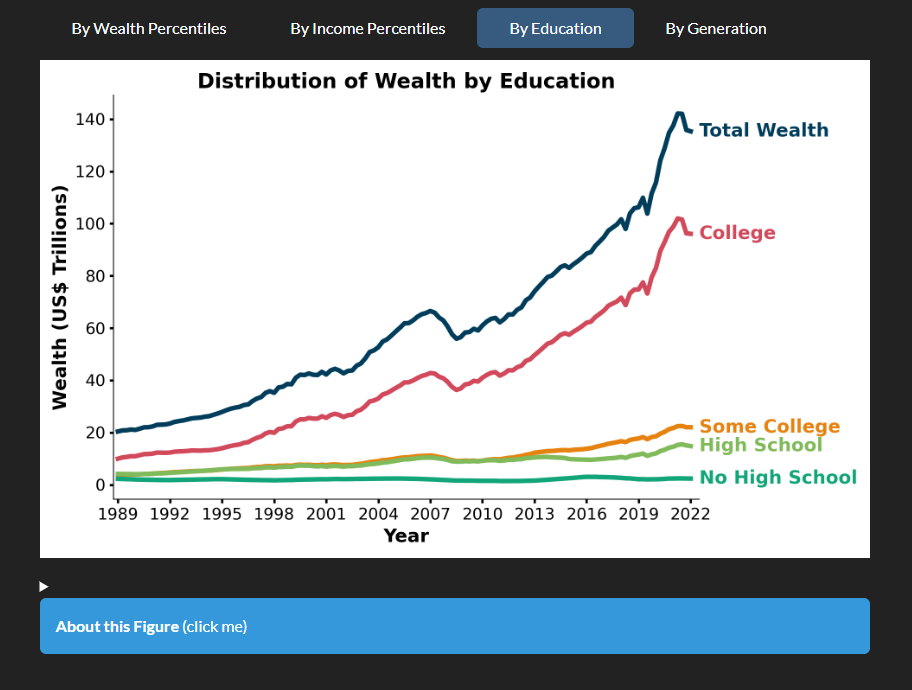 By Wealth Percentiles
By Income Percentiles
By Education
By Generation
Distribution of Wealth by Education
Wealth (US$ Trillions)
140
120
100
80
60
40
20
0
Total Wealth
College
Some College
High School
No High School
1989 1992 1995 1998 2001 2004 2007 2010 2013 2016 2019 2022
Year
About this Figure (click me)